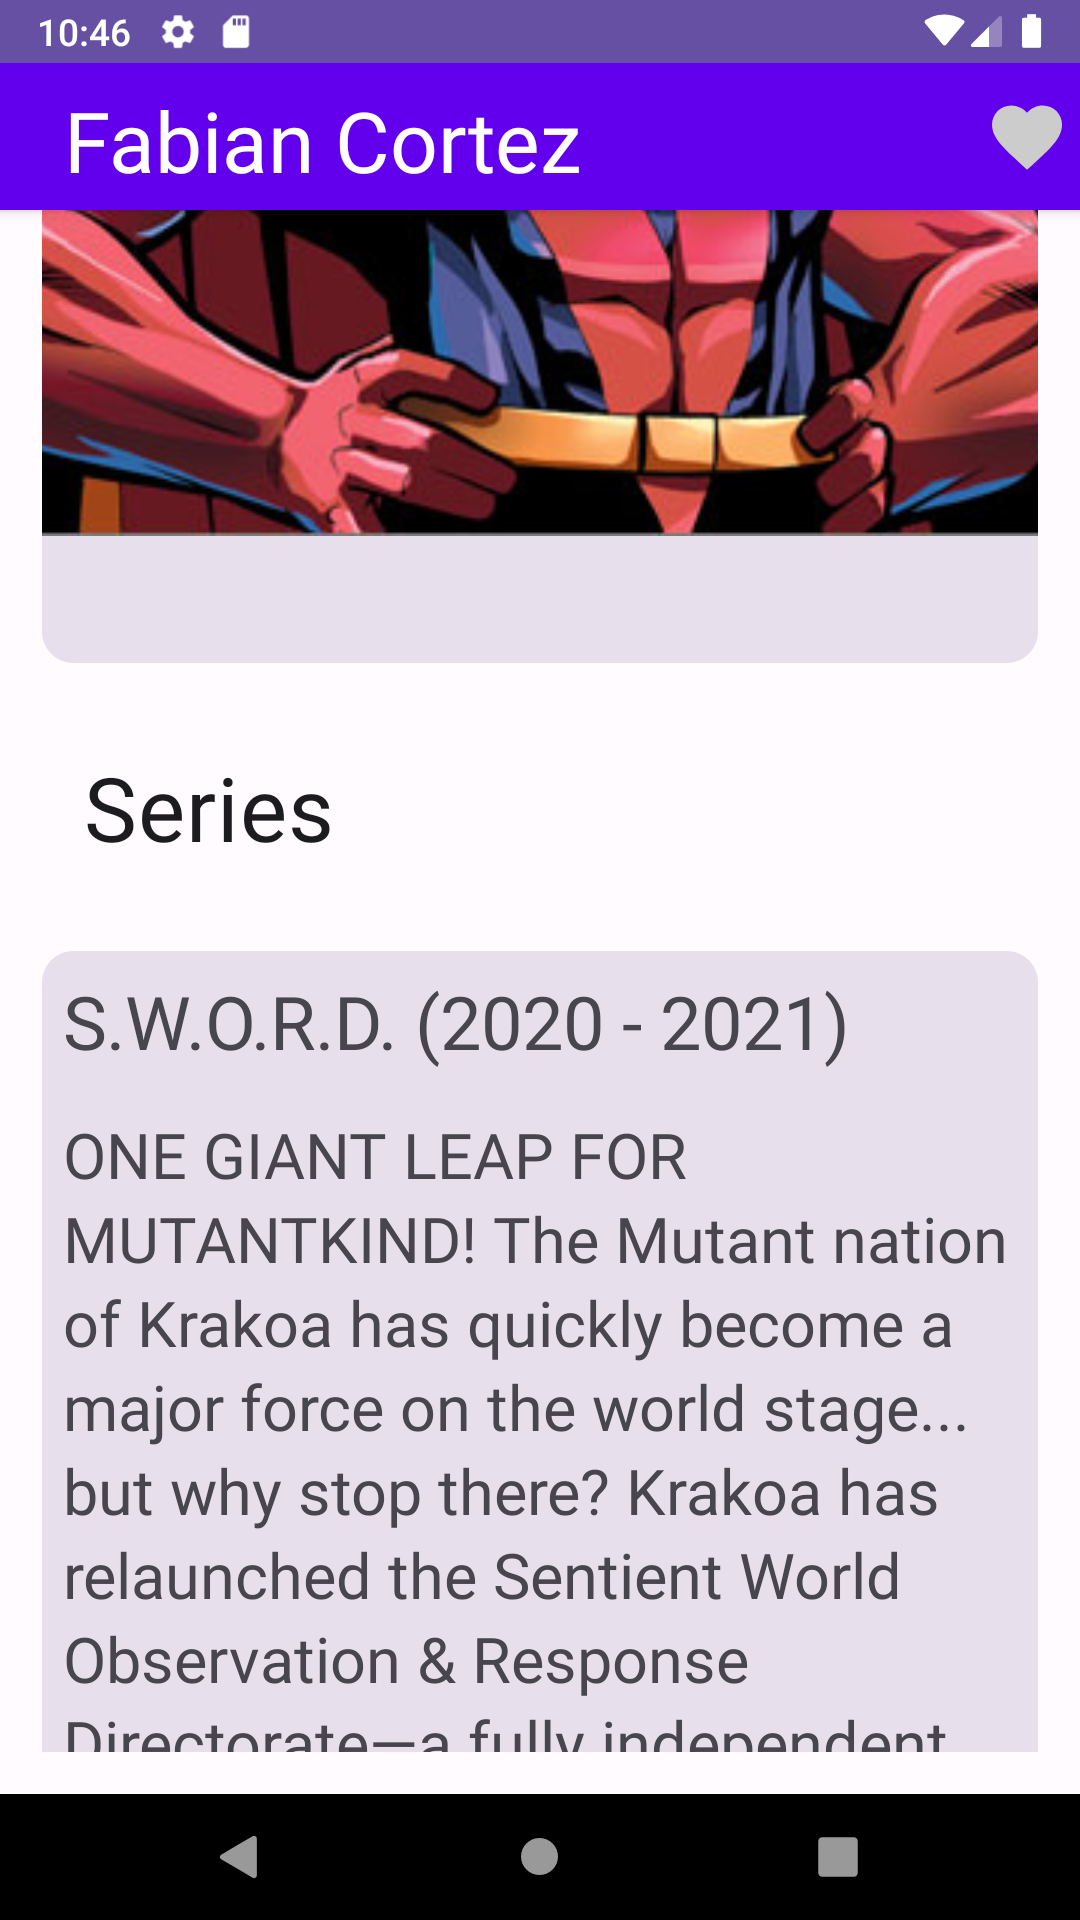 10:46
Fabian Cortez
Series
S.W.O.R.D. (2020 - 2021)
ONE GIANT LEAP FOR
MUTANTKIND! The Mutant nation
of Krakoa has quickly become a
major force on the world stage...
but why stop there? Krakoa has
relaunched the Sentient World
Observation & Response
Directorate—a fully independent